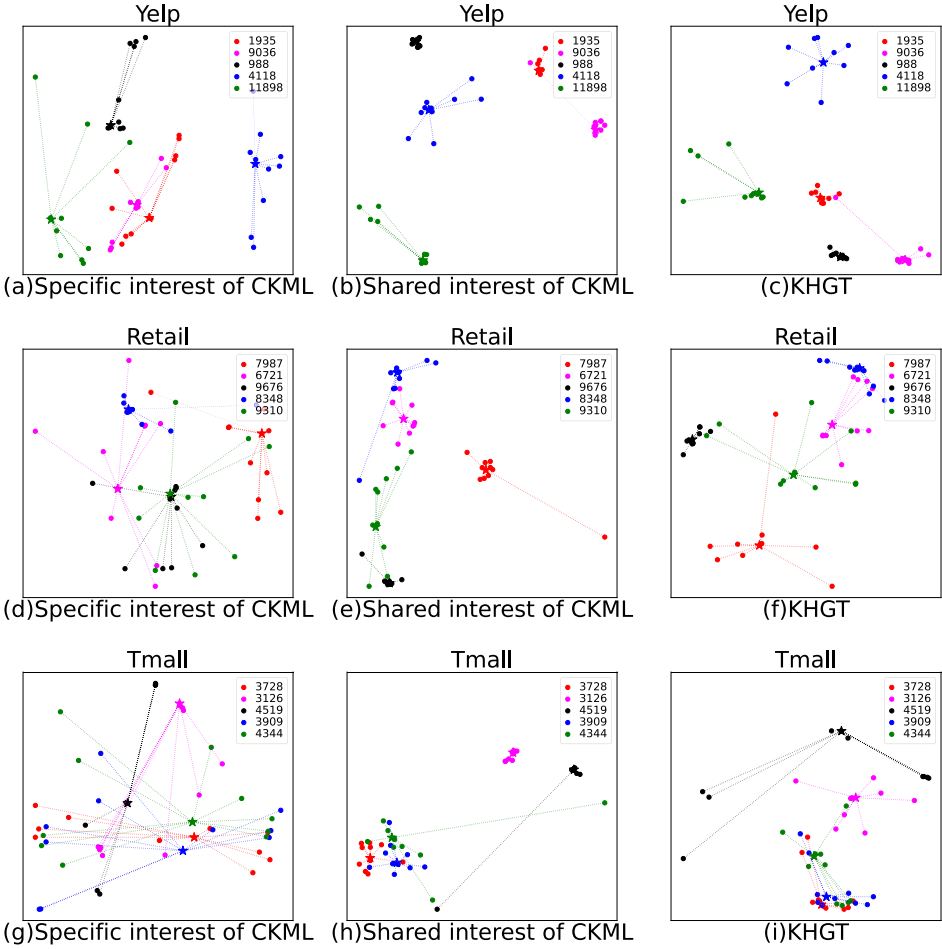 Yelp
1935
9036
988
4118
11898
(a)Specific interest of CKML
Yelp
1935
9036
988
4118
11898
(b)Shared interest of CKML
Yelp
1935
9036
988
4118
11898
(c)KHGT
Retail
7987
6721
9676
8348
9310
(d)Specific interest of CKML
Retail
7987
6721
9676
8348
9310
(e)Shared interest of CKML
Retail
7987
6721
9676
8348
9310
(f)KHGT
Tmall
3728
3126
4519
3909
4344
(g)Specific interest of CKML
Tmall
3728
3126
4519
3909
4344
(h)Shared interest of CKML
Tmall
3728
3126
4519
3909
4344
(i)KHGT